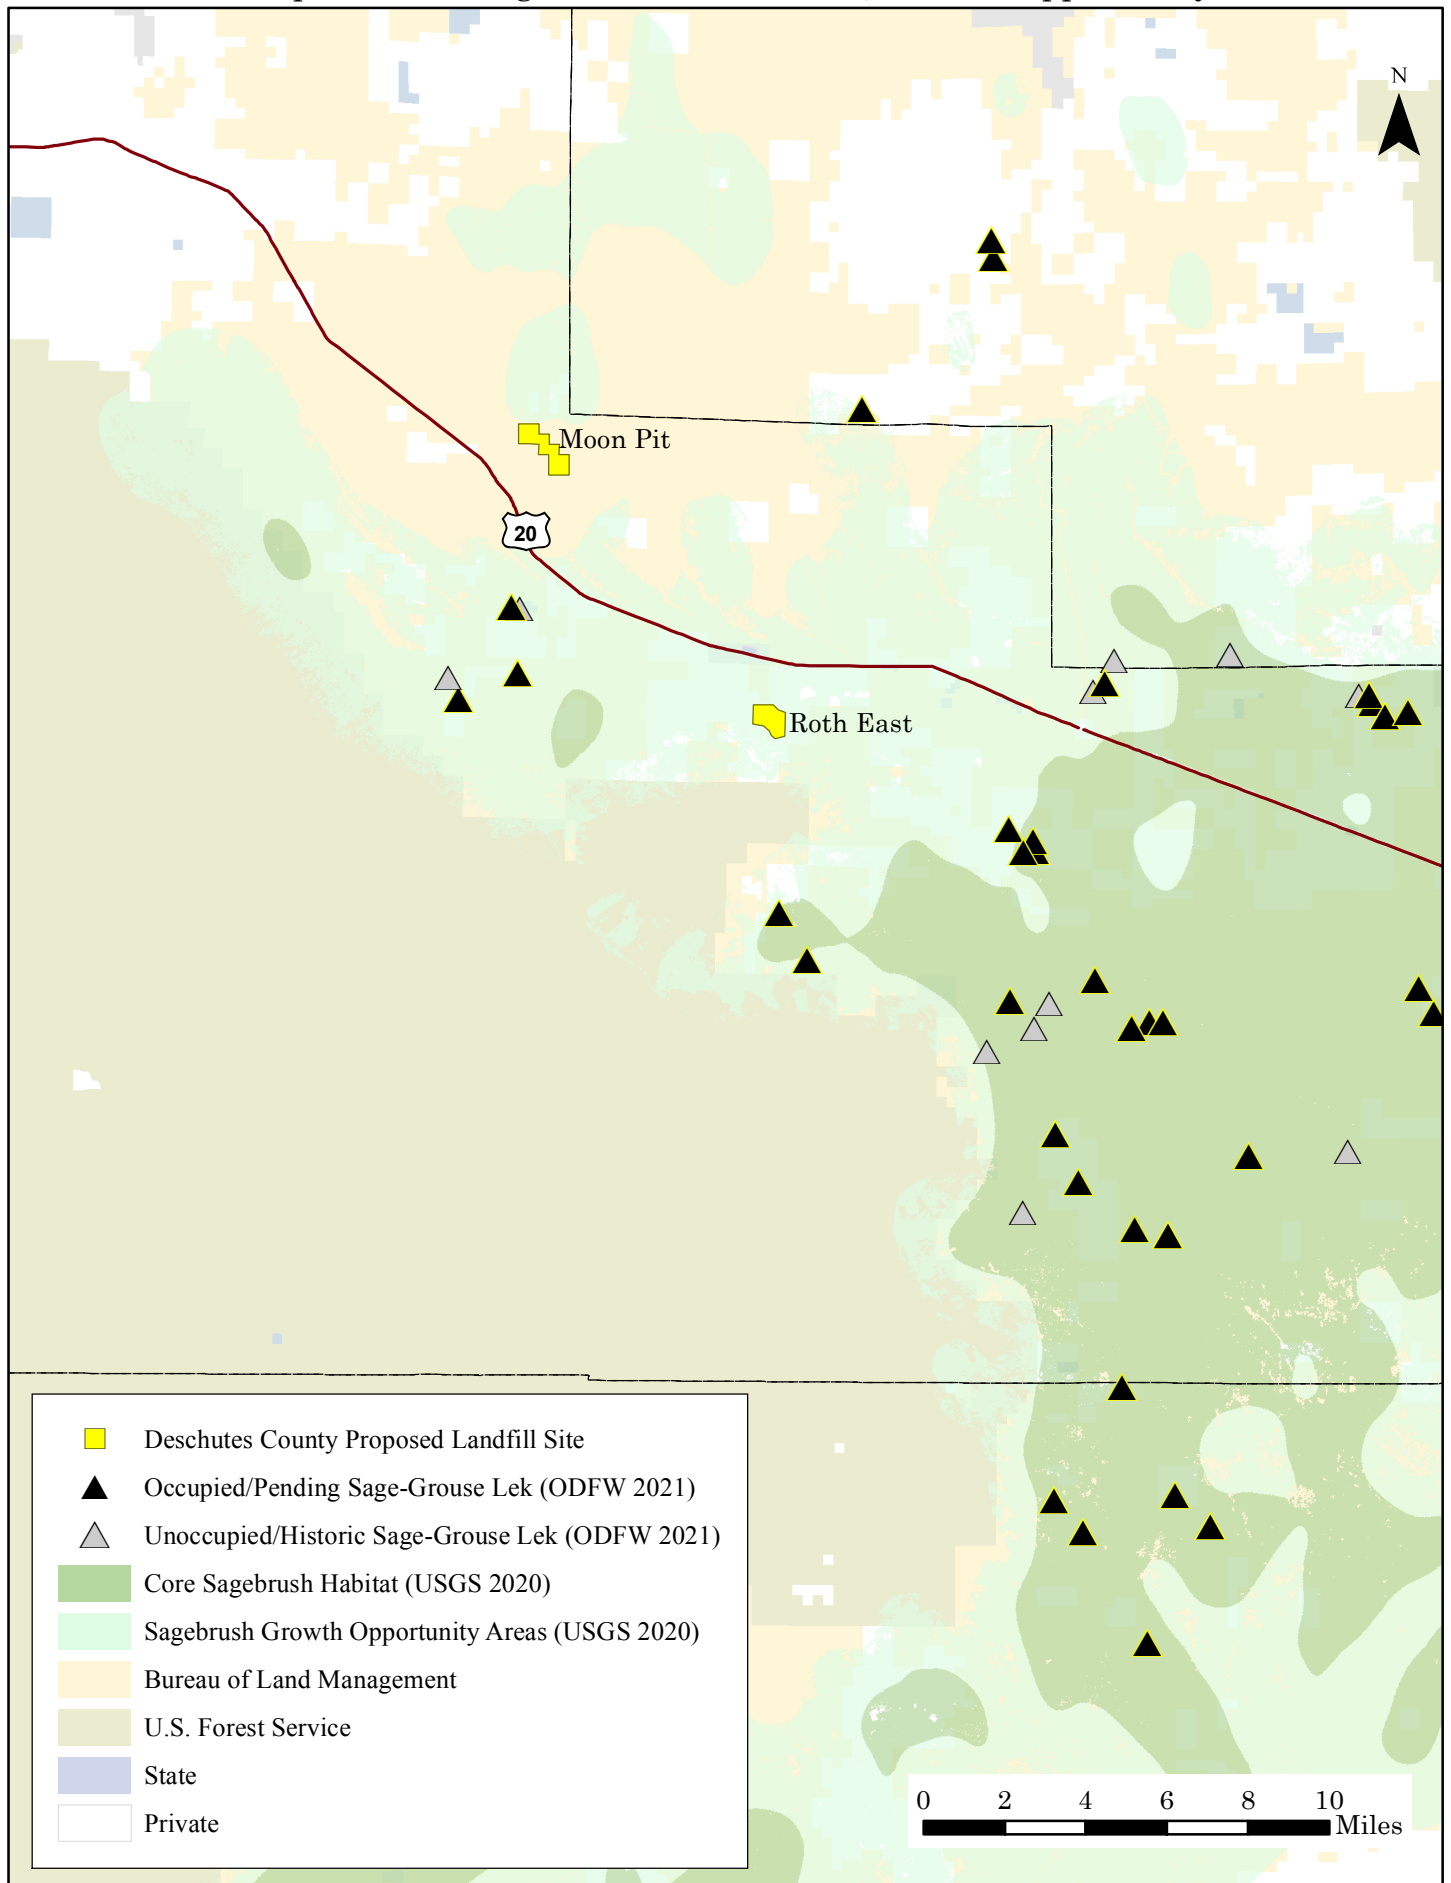 N
Moon Pit
20
Roth East
Deschutes County Proposed Landfill Site
Occupied/Pending Sage-Grouse Lek (ODFW 2021)
Unoccupied/Historic Sage-Grouse Lek (ODFW 2021)
Core Sagebrush Habitat (USGS 2020)
Sagebrush Growth Opportunity Areas (USGS 2020)
Bureau of Land Management
U.S. Forest Service
State
Private
0 2 4 6 8 10
Miles